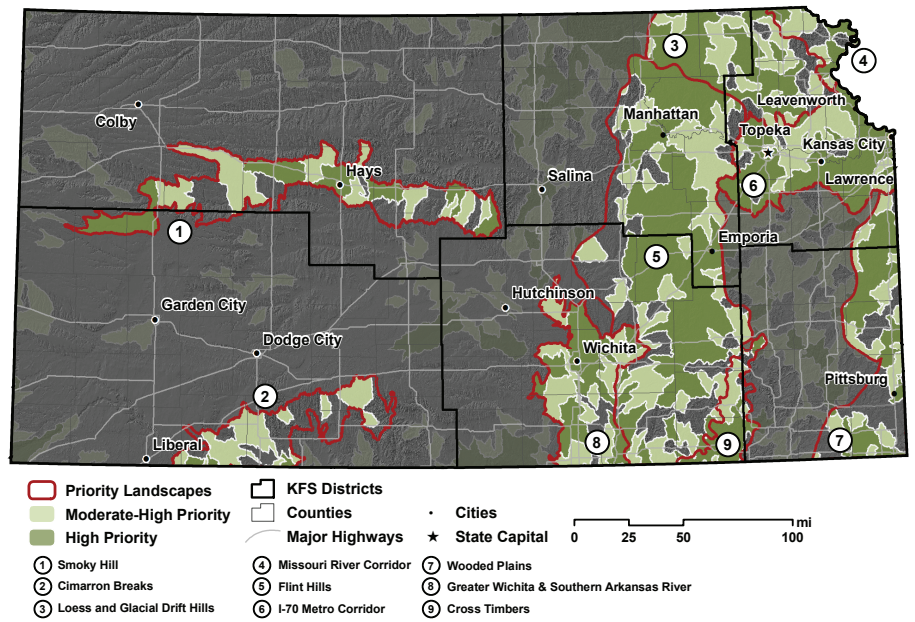 3
4
Leavenworth
Colby
Manhattan
Topeka
Kansas City
Hays
Salina
6
Lawrence
1
Emporia
5
Hutchinson
Garden City
Dodge City
Wichita
Pittsburg
2
Liberal
8
9
7
Priority Landscapes
KFS Districts
Moderate-High Priority
Counties
Cities
High Priority
Major Highways
State Capital
mi
0 25 50 100
1 Smoky Hill
4 Missouri River Corridor
7 Wooded Plains
2 Cimarron Breaks
5 Flint Hills
8 Greater Wichita & Southern Arkansas River
3 Loess and Glacial Drift Hills
6 I-70 Metro Corridor
9 Cross Timbers